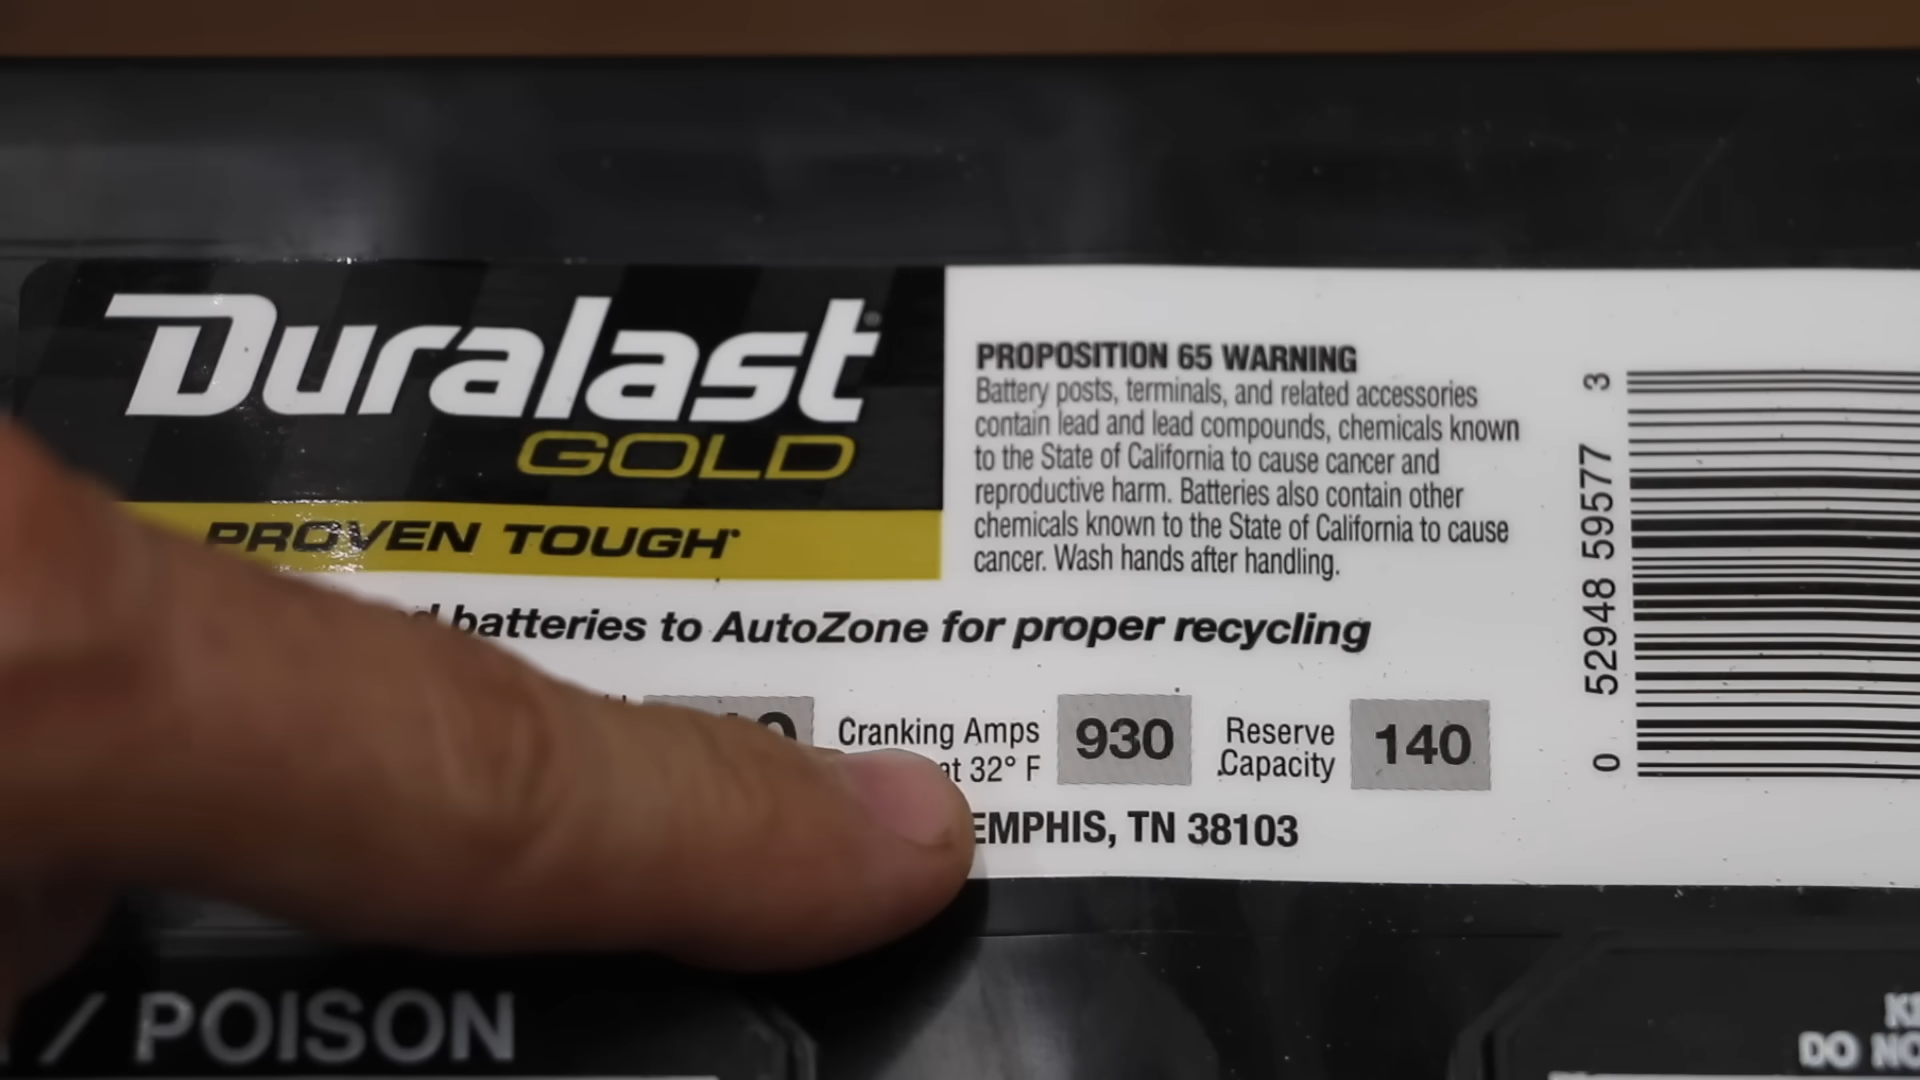 Duralast
GOLD
PROVEN TOUGH
PROPOSITION 65 WARNING
Battery posts, terminals, and related accessories
contain lead and lead compounds, chemicals known
to the State of California to cause cancer and
reproductive harm. Batteries also contain other
chemicals known to the State of California to cause
cancer. Wash hands after handling.
batteries to AutoZone for proper recycling
Cranking Amps
at 32° F
930
Reserve
Capacity
140
EMPHIS, TN 38103
0 52948 59577 3
/ POISON
DO NO